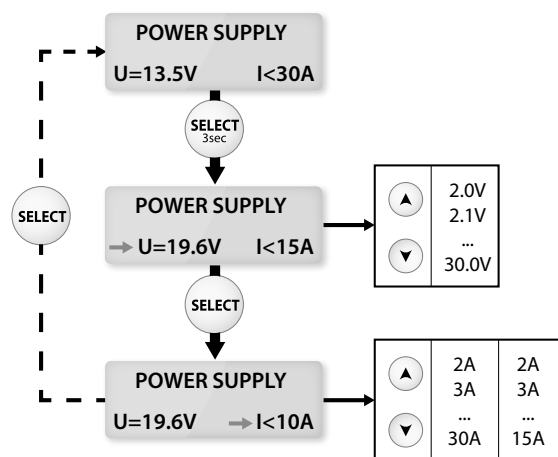 POWER SUPPLY
U=13.5V I<30A
SELECT
3sec
SELECT
POWER SUPPLY
U=19.6V I<15A
2.0V
2.1V
...
30.0V
SELECT
POWER SUPPLY
U=19.6V I<10A
2A 2A
3A 3A
... ...
30A 15A